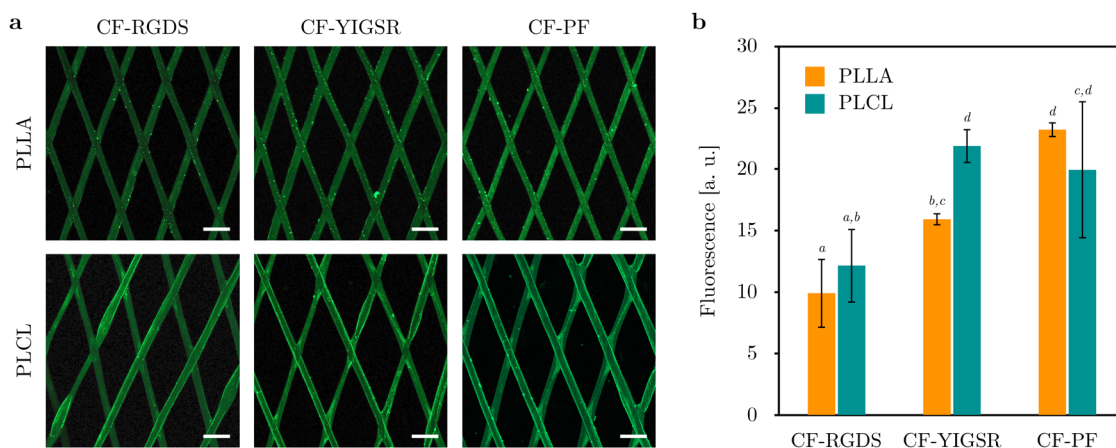 a
CF-RGDS CF-YIGSR CF-PF
PLLA
PLCL
b
30
25
20
15
10
5
0
Fluorescence [a. u.]
PLLA
PLCL
a
a,b
b,c
d
d
c,d
CF-RGDS CF-YIGSR CF-PF